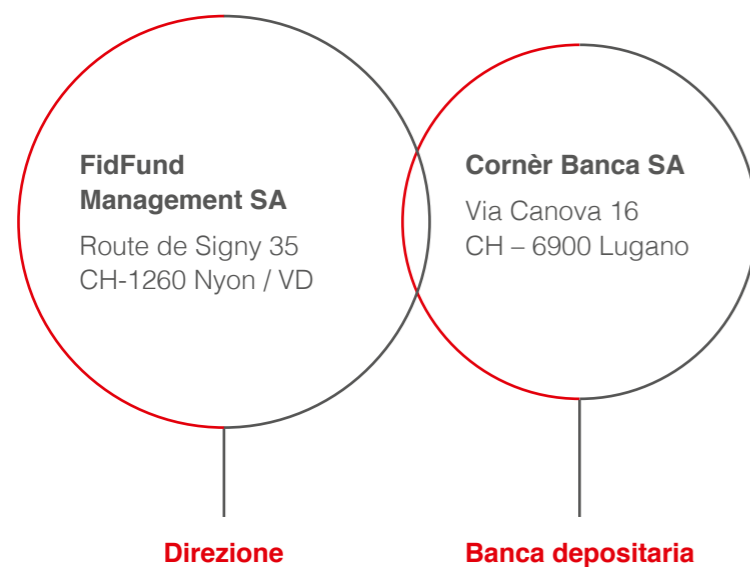 FidFund
Management SA
Route de Signy 35
CH-1260 Nyon / VD
Cornèr Banca SA
Via Canova 16
CH – 6900 Lugano
Direzione
Banca depositaria